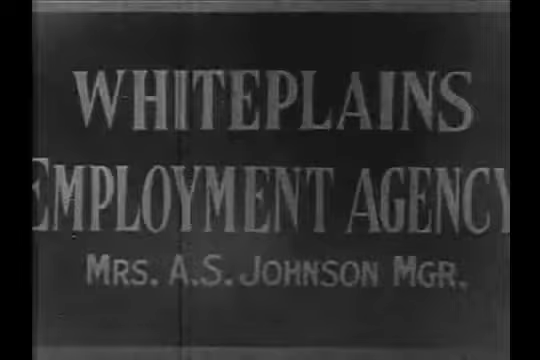 WHITEPLAINS
EMPLOYMENT AGENCY
MRS. A.S. JOHNSON MGR.